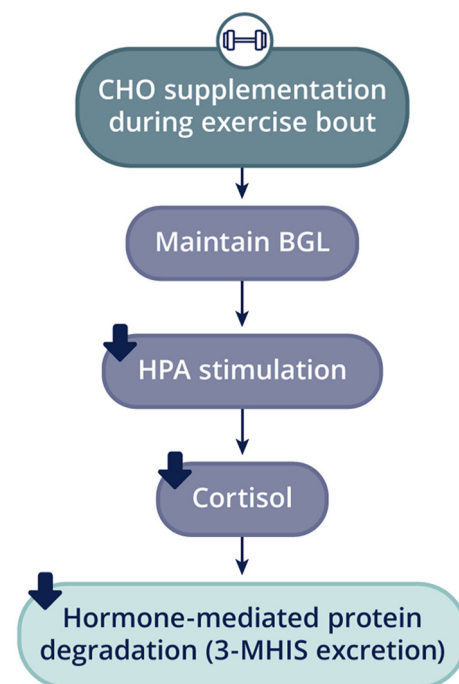 CHO supplementation
during exercise bout
Maintain BGL
HPA stimulation
Cortisol
Hormone-mediated protein
degradation (3-MHIS excretion)